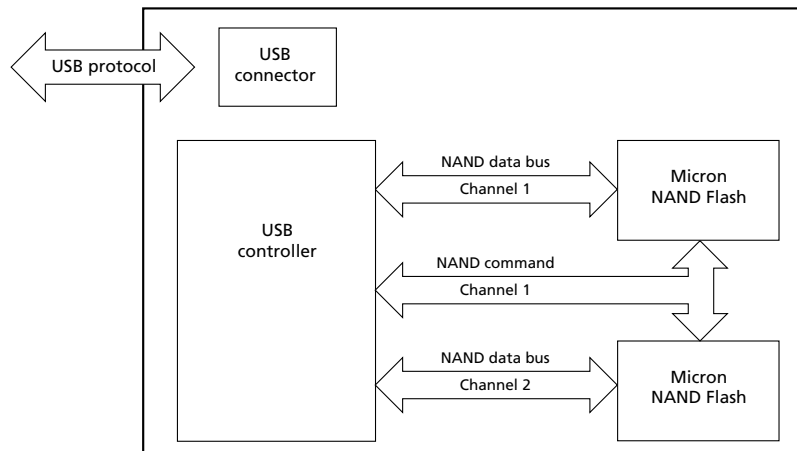 USB protocol
USB
connector
USB
controller
NAND data bus
Channel 1
Micron
NAND Flash
NAND command
Channel 1
NAND data bus
Channel 2
Micron
NAND Flash